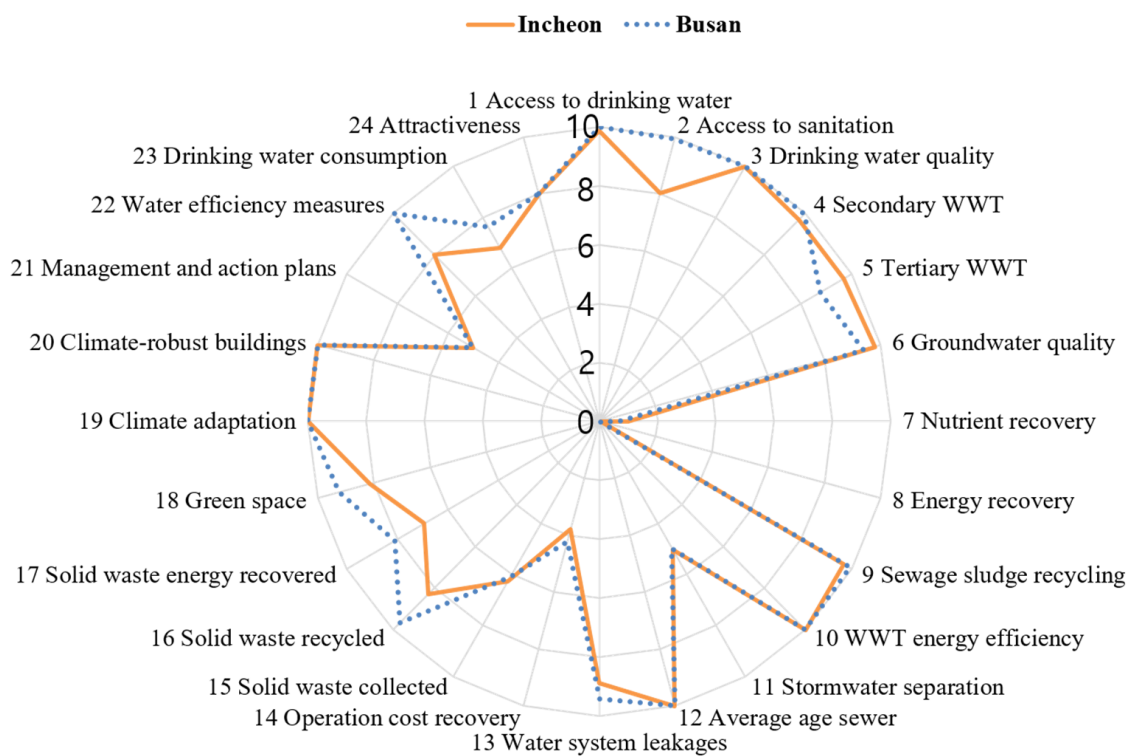 Incheon Busan
1 Access to drinking water
24 Attractiveness
2 Access to sanitation
23 Drinking water consumption
3 Drinking water quality
22 Water efficiency measures
4 Secondary WWT
21 Management and action plans
5 Tertiary WWT
20 Climate-robust buildings
6 Groundwater quality
19 Climate adaptation
7 Nutrient recovery
18 Green space
8 Energy recovery
17 Solid waste energy recovered
9 Sewage sludge recycling
16 Solid waste recycled
10 WWT energy efficiency
15 Solid waste collected
11 Stormwater separation
14 Operation cost recovery
12 Average age sewer
13 Water system leakages
10
8
6
4
2
0